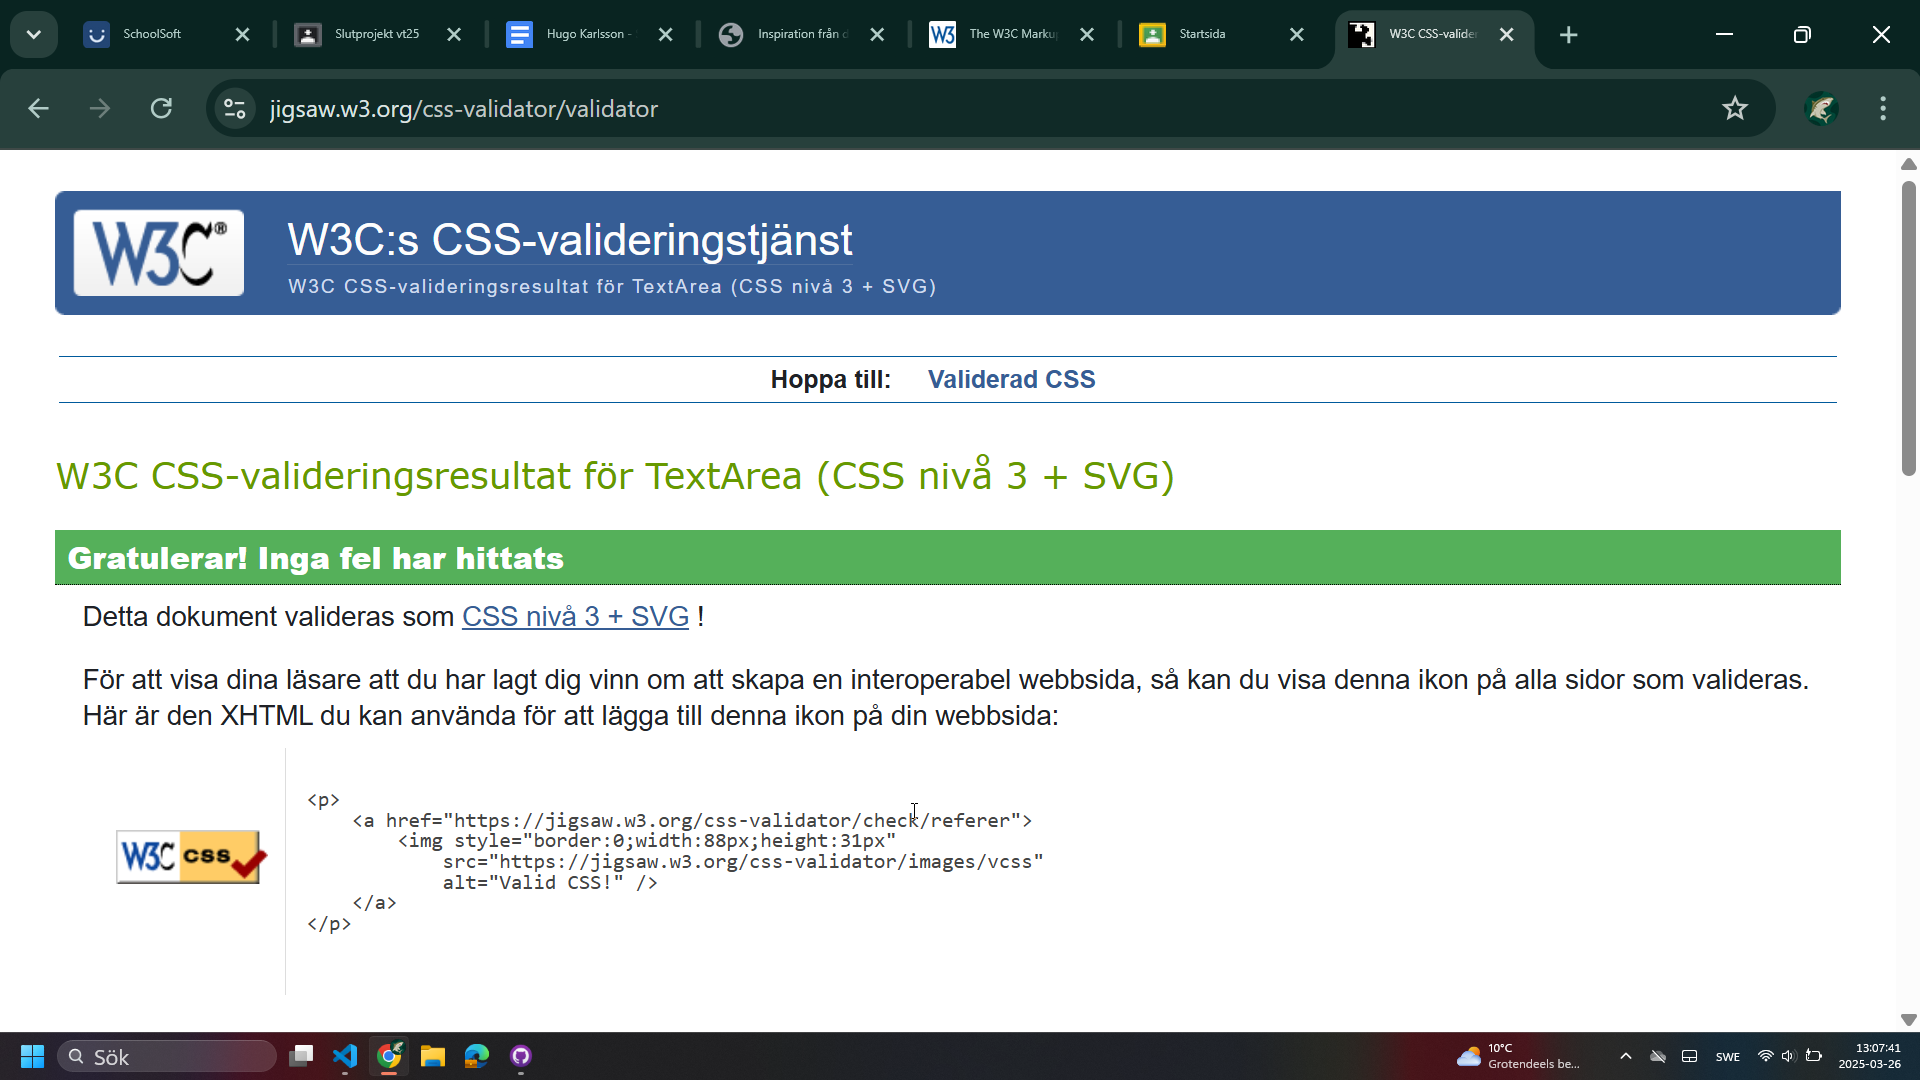 SchoolSoft
Slutprojekt vt25
Hugo Karlsson -
Inspiration från d
The W3C Marku
Startsida
W3C CSS-valider
jigsaw.w3.org/css-validator/validator
W3C®
W3C:s CSS-valideringstjänst
W3C CSS-valideringsresultat för TextArea (CSS nivå 3 + SVG)
Hoppa till: Validerad CSS
W3C CSS-valideringsresultat för TextArea (CSS nivå 3 + SVG)
Gratulerar! Inga fel har hittats
Detta dokument valideras som CSS nivå 3 + SVG !
För att visa dina läsare att du har lagt dig vinn om att skapa en interoperabel webbsida, så kan du visa denna ikon på alla sidor som valideras.
Här är den XHTML du kan använda för att lägga till denna ikon på din webbsida:
W3C css
<p>
<a href="https://jigsaw.w3.org/css-validator/check/referer">
<img style="border:0;width:88px;height:31px"
src="https://jigsaw.w3.org/css-validator/images/vcss"
alt="Valid CSS!" />
</a>
</p>
Sök
10°C
Grotendeels be...
SWE
13:07:41
2025-03-26